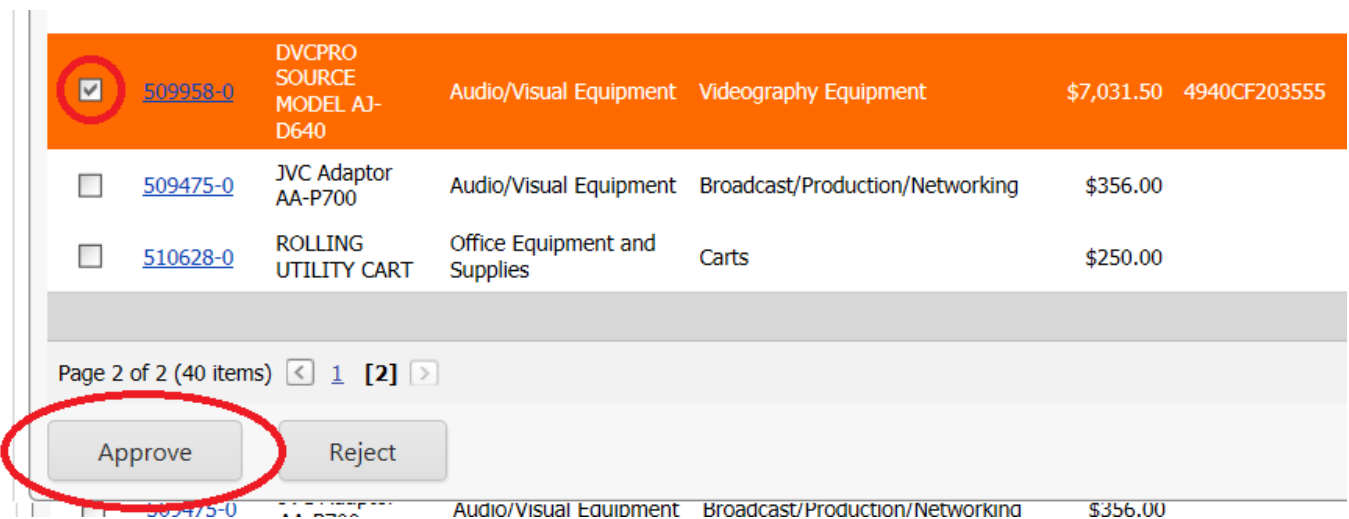 DVCPRO
SOURCE
MODEL AJ-
D640
509958-0 Audio/Visual Equipment Videography Equipment $7,031.50 4940CF203555
JVC Adaptor
AA-P700
509475-0 Audio/Visual Equipment Broadcast/Production/Networking $356.00
ROLLING
UTILITY CART
510628-0 Office Equipment and
Supplies
Carts $250.00
Page 2 of 2 (40 items) < 1 [2] >
Approve Reject
509475-0 Audio/Visual Equipment Broadcast/Production/Networking $356.00